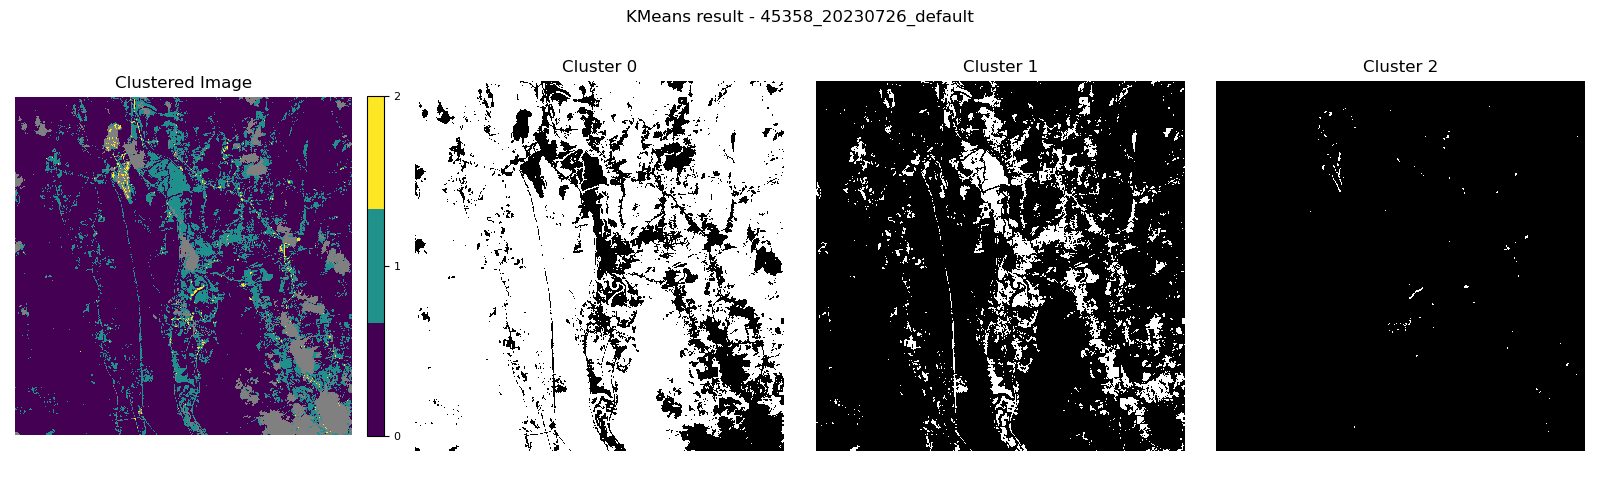 KMeans result - 45358_20230726_default
Clustered Image
Cluster 0
Cluster 1
Cluster 2
2
1
0